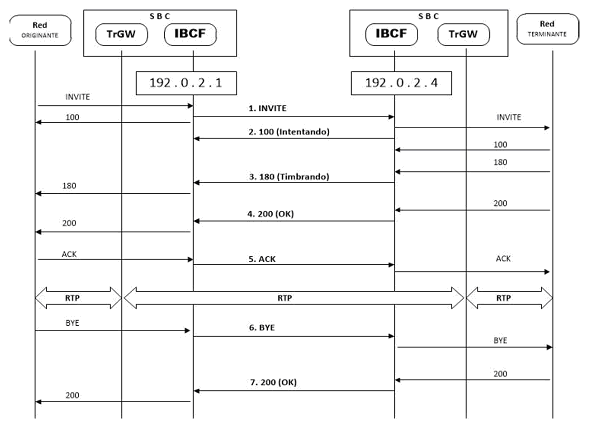 S B C
S B C
Red
ORIGINANTE
TrGW
IBCF
IBCF
TrGW
Red
TERMINANTE
192.0.2.1
192.0.2.4
INVITE
1. INVITE
100
INVITE
2. 100 (Intentando)
100
180
3. 180 (Timbrando)
180
200
4. 200 (OK)
200
ACK
5. ACK
ACK
RTP
RTP
RTP
BYE
6. BYE
BYE
200
7. 200 (OK)
200